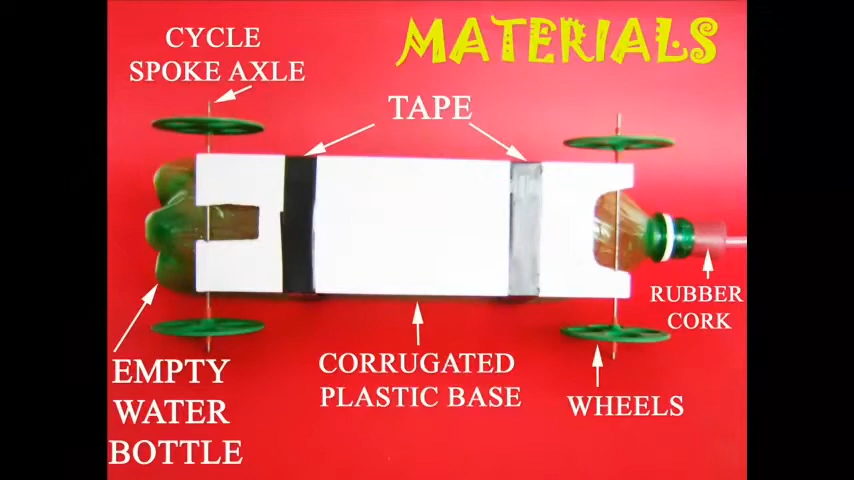 MATERIALS
CYCLE
SPOKE AXLE
TAPE
RUBBER
CORK
EMPTY
WATER
BOTTLE
CORRUGATED
PLASTIC BASE
WHEELS